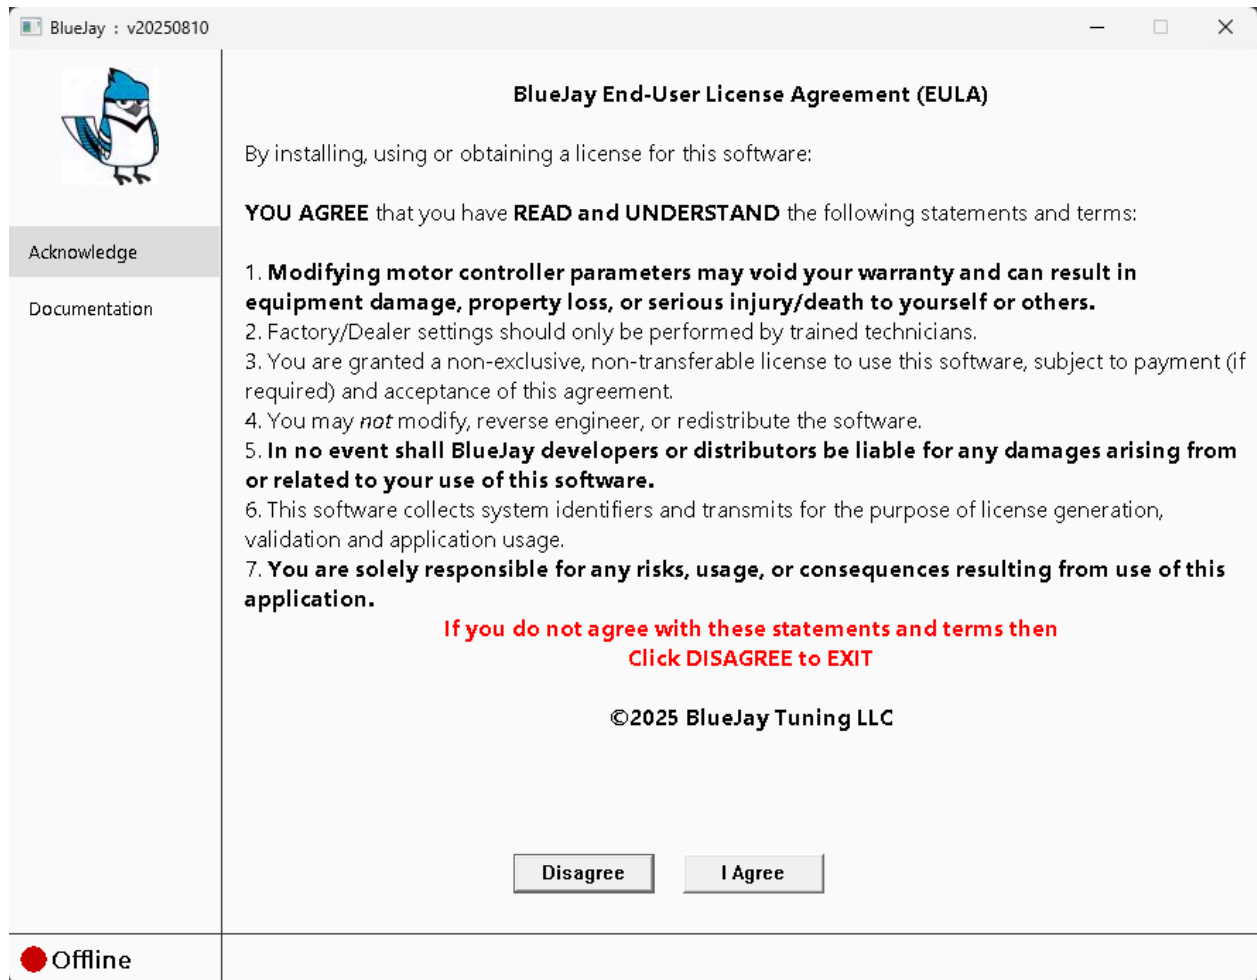 BlueJay : v20250810
BlueJay End-User License Agreement (EULA)
By installing, using or obtaining a license for this software:
YOU AGREE that you have READ and UNDERSTAND the following statements and terms:
Acknowledge
Documentation
1. Modifying motor controller parameters may void your warranty and can result in
equipment damage, property loss, or serious injury/death to yourself or others.
2. Factory/Dealer settings should only be performed by trained technicians.
3. You are granted a non-exclusive, non-transferable license to use this software, subject to payment (if
required) and acceptance of this agreement.
4. You may not modify, reverse engineer, or redistribute the software.
5. In no event shall BlueJay developers or distributors be liable for any damages arising from
or related to your use of this software.
6. This software collects system identifiers and transmits for the purpose of license generation,
validation and application usage.
7. You are solely responsible for any risks, usage, or consequences resulting from use of this
application.
If you do not agree with these statements and terms then
Click DISAGREE to EXIT
©2025 BlueJay Tuning LLC
Disagree
I Agree
Offline